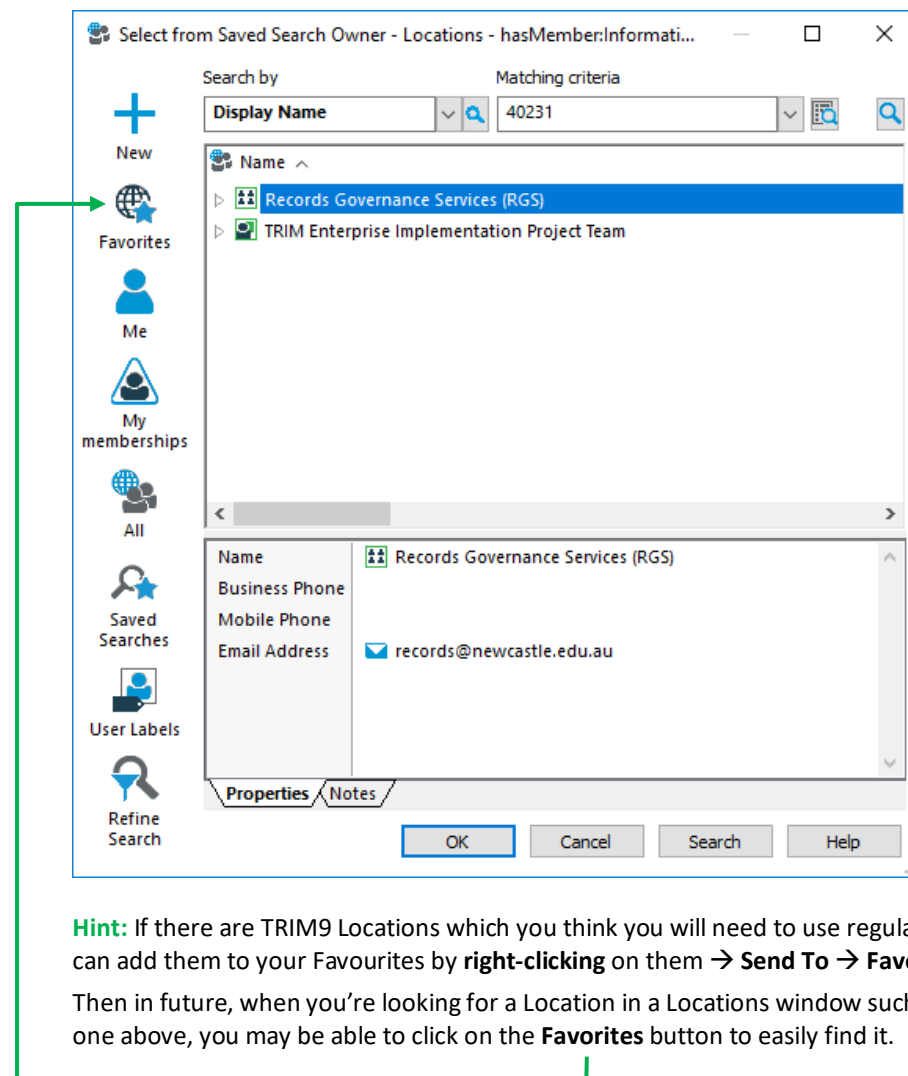 Select from Saved Search Owner - Locations - hasMember:Informati...
Search by
Matching criteria
Display Name
40231
New
Favorites
Me
My
memberships
All
Saved
Searches
User Labels
Refine
Search
Name
Records Governance Services (RGS)
TRIM Enterprise Implementation Project Team
Name Records Governance Services (RGS)
Business Phone
Mobile Phone
Email Address records@newcastle.edu.au
Properties Notes
OK Cancel Search Help
Hint: If there are TRIM9 Locations which you think you will need to use regula
can add them to your Favourites by right-clicking on them → Send To → Favo
Then in future, when you’re looking for a Location in a Locations window such
one above, you may be able to click on the Favorites button to easily find it.